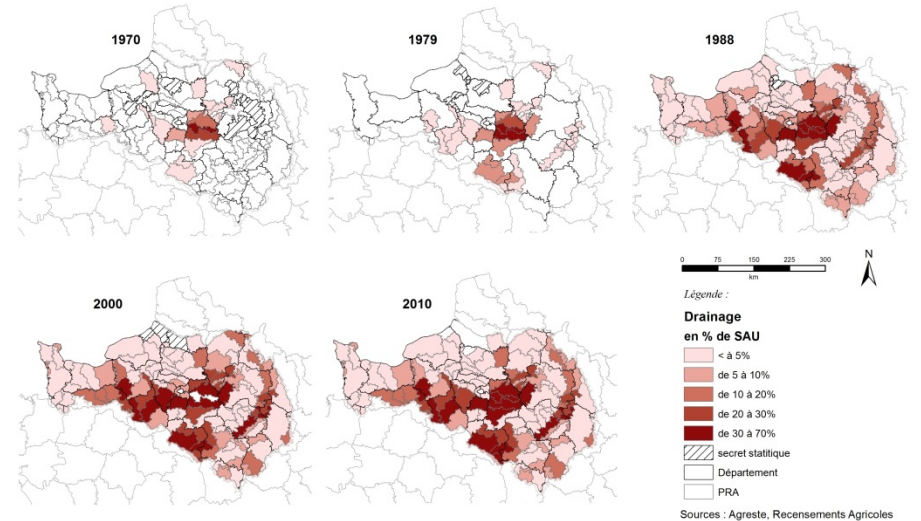 1970
1979
1988
2000
2010
0 75 150 225 300
km
N
Légende :
Drainage
en % de SAU
< à 5%
de 5 à 10%
de 10 à 20%
de 20 à 30%
de 30 à 70%
secret statitique
Département
PRA
Sources : Agreste, Recensements Agricoles